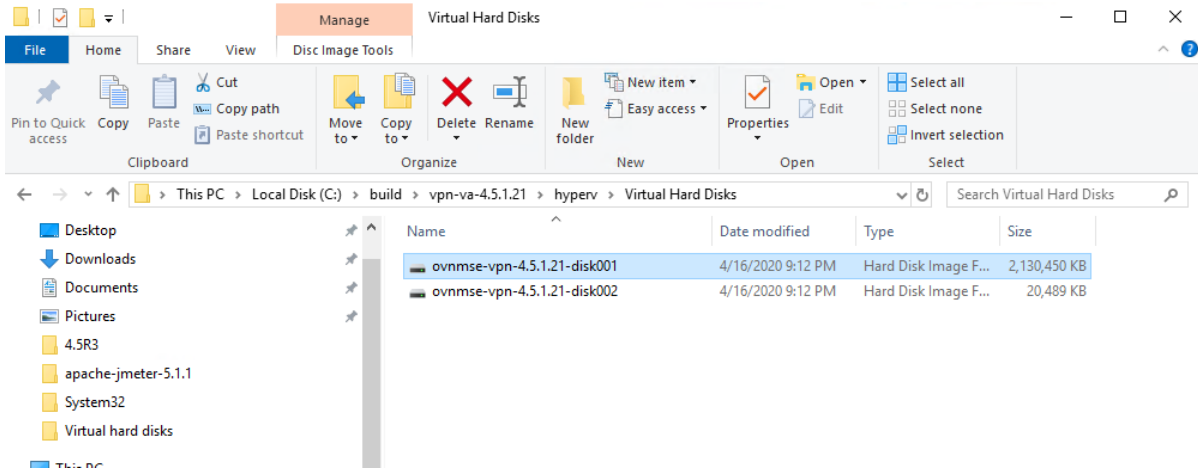 Manage
Virtual Hard Disks
File
Home
Share
View
Disc Image Tools
Pin to Quick access
Copy
Paste
Cut
Copy path
Paste shortcut
Clipboard
Move to
Copy to
Delete
Rename
Organize
New folder
New item
Easy access
New
Properties
Open
Edit
Open
Select all
Select none
Invert selection
Select
This PC > Local Disk (C:) > build > vpn-va-4.5.1.21 > hyperv > Virtual Hard Disks
Search Virtual Hard Disks
Desktop
Downloads
Documents
Pictures
4.5R3
apache-jmeter-5.1.1
System32
Virtual hard disks
This PC
Name Date modified Type Size
ovnmse-vpn-4.5.1.21-disk001 4/16/2020 9:12 PM Hard Disk Image F... 2,130,450 KB
ovnmse-vpn-4.5.1.21-disk002 4/16/2020 9:12 PM Hard Disk Image F... 20,489 KB